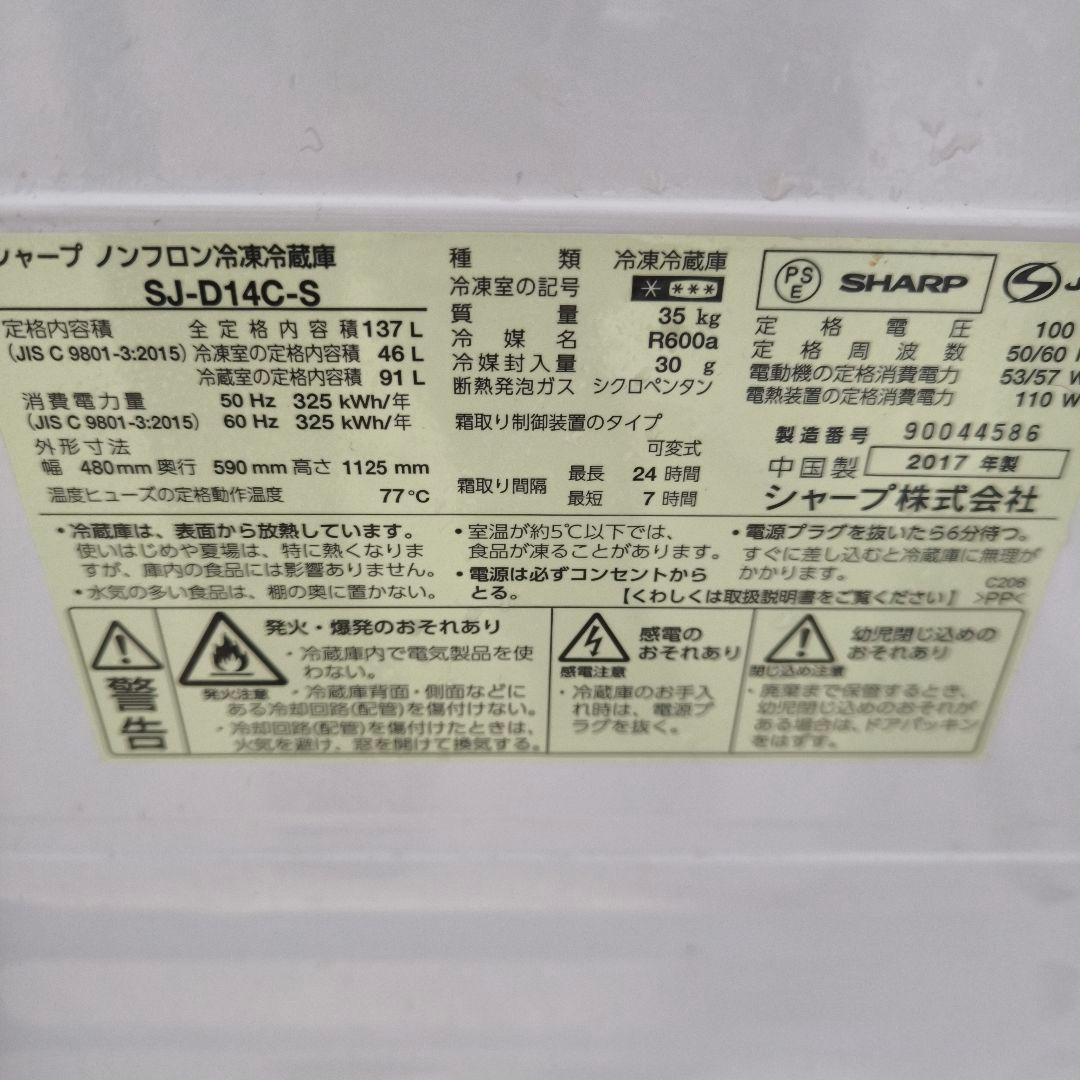 シャープ ノンフロン冷凍冷蔵庫
SJ-D14C-S
定格内容積 全定格内容積 137 L
(JIS C 9801-3:2015) 冷凍室の定格内容積 46 L
冷蔵室の定格内容積 91 L
消費電力量 50 Hz 325 kWh/年
(JIS C 9801-3:2015) 60 Hz 325 kWh/年
外形寸法
幅 480mm 奥行 590mm 高さ 1125mm
温度ヒューズの定格動作温度 77℃
種類 冷凍冷蔵庫
冷凍室の記号 * ***
質量 35 kg
冷媒名 R600a
冷媒封入量 30 g
断熱発泡ガス シクロペンタン
霜取り制御装置のタイプ
可変式
霜取り間隔 最長 24時間
最短 7時間
PSE SHARP
定格電圧 100
定格周波数 50/60
電動機の定格消費電力 53/57 W
電熱装置の定格消費電力 110 W
製造番号 90044586
中国製 2017年製
シャープ株式会社
・冷蔵庫は、表面から放熱しています。
使いはじめや夏場は、特に熱くなりま
すが、庫内の食品には影響ありません。
・水気の多い食品は、棚の奥に置かない。
・室温が約5℃以下では、
食品が凍ることがあります。
・電源は必ずコンセントから
とる。
・電源プラグを抜いたら6分待つ。
すぐに差し込むと冷蔵庫に無理が
かかります。
C206
【くわしくは取扱説明書をご覧ください】 >PP<
警告
発火・爆発のおそれあり
発火注意
・冷蔵庫内で電気製品を使
わない。
・冷蔵庫背面・側面などに
ある冷却回路(配管)を傷付けない。
・冷却回路(配管)を傷付けたときは、
火気を避け、窓を開けて換気する。
感電の
おそれあり
感電注意
・冷蔵庫のお手入
れ時は、電源プ
ラグを抜く。
幼児閉じ込めの
おそれあり
閉じ込め注意
・廃棄まで保管するとき、
幼児閉じ込めのおそれが
ある場合は、ドアパッキン
をはずす。